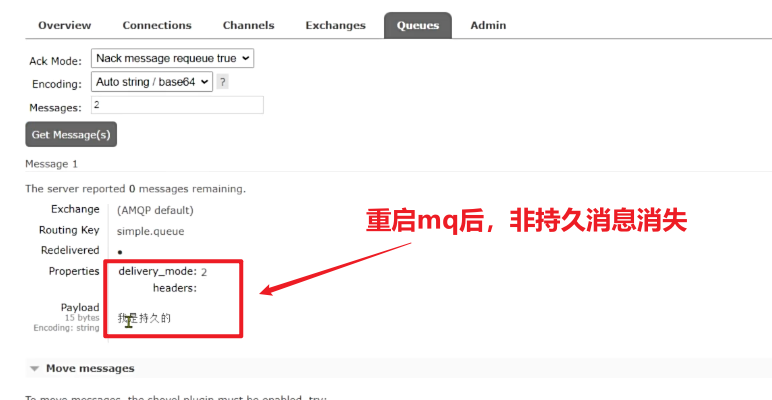 Overview Connections Channels Exchanges Queues Admin
Ack Mode: Nack message requeue true
Encoding: Auto string / base64 ?
Messages: 2
Get Message(s)
Message 1
The server reported 0 messages remaining.
Exchange (AMQP default)
Routing Key simple.queue
重启mq后，非持久消息消失
Redelivered ●
Properties delivery_mode: 2
headers:
Payload
15 bytes
Encoding: string
我是持久的
Move messages
To move messages, the shovel plugin must be enabled, try: